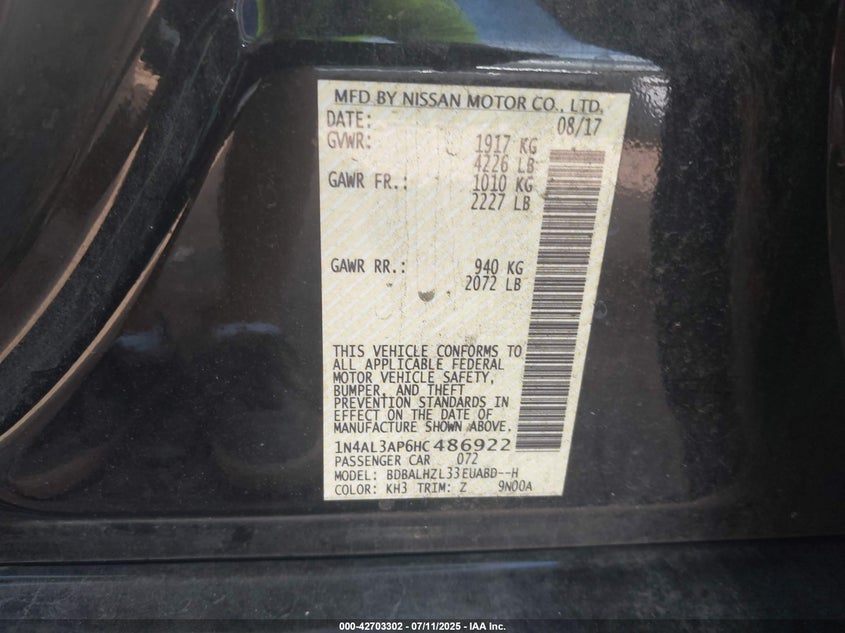 MFD BY NISSAN MOTOR CO., LTD.
DATE: 08/17
GVWR: 1917 KG
4226 LB
GAWR FR.: 1010 KG
2227 LB
GAWR RR.: 940 KG
2072 LB
THIS VEHICLE CONFORMS TO
ALL APPLICABLE FEDERAL
MOTOR VEHICLE SAFETY,
BUMPER, AND THEFT
PREVENTION STANDARDS IN
EFFECT ON THE DATE OF
MANUFACTURE SHOWN ABOVE.
1N4AL3AP6HC486922
PASSENGER CAR 072
MODEL: BDBALHZL33EUABD--H
COLOR: KH3 TRIM: Z 9N00A
000-42703302 - 07/11/2025 - IAA Inc.